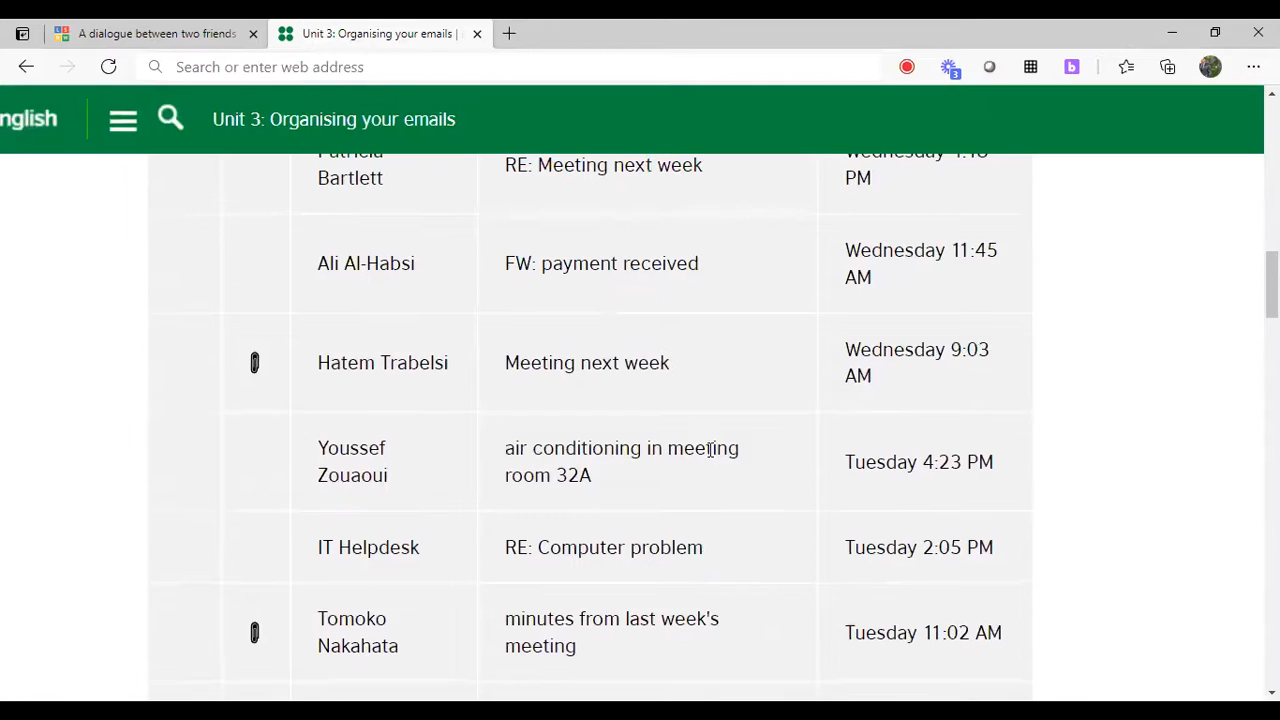 A dialogue between two friends
Unit 3: Organising your emails |
Search or enter web address
3
b
nglish
Unit 3: Organising your emails
Patricia
Bartlett
RE: Meeting next week
Wednesday
PM
Ali Al-Habsi
FW: payment received
Wednesday 11:45
AM
Hatem Trabelsi
Meeting next week
Wednesday 9:03
AM
Youssef
Zouaoui
air conditioning in meeting
room 32A
Tuesday 4:23 PM
IT Helpdesk
RE: Computer problem
Tuesday 2:05 PM
Tomoko
Nakahata
minutes from last week's
meeting
Tuesday 11:02 AM